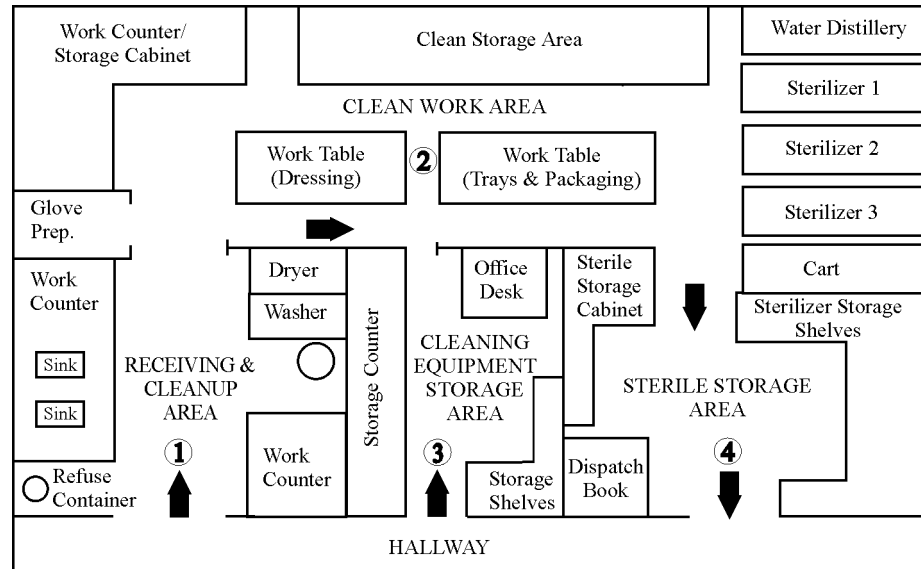 Work Counter/
Storage Cabinet
Clean Storage Area
Water Distillery
Sterilizer 1
CLEAN WORK AREA
Work Table
(Dressing)
2
Work Table
(Trays & Packaging)
Sterilizer 2
Glove
Prep.
Sterilizer 3
Work
Counter
Dryer
Washer
Storage Counter
Office
Desk
Sterile
Storage
Cabinet
Cart
Sterilizer Storage
Shelves
Sink
Sink
RECEIVING &
CLEANUP
AREA
CLEANING
EQUIPMENT
STORAGE
AREA
STERILE STORAGE
AREA
1
3
4
Refuse
Container
Work
Counter
Storage
Shelves
Dispatch
Book
HALLWAY